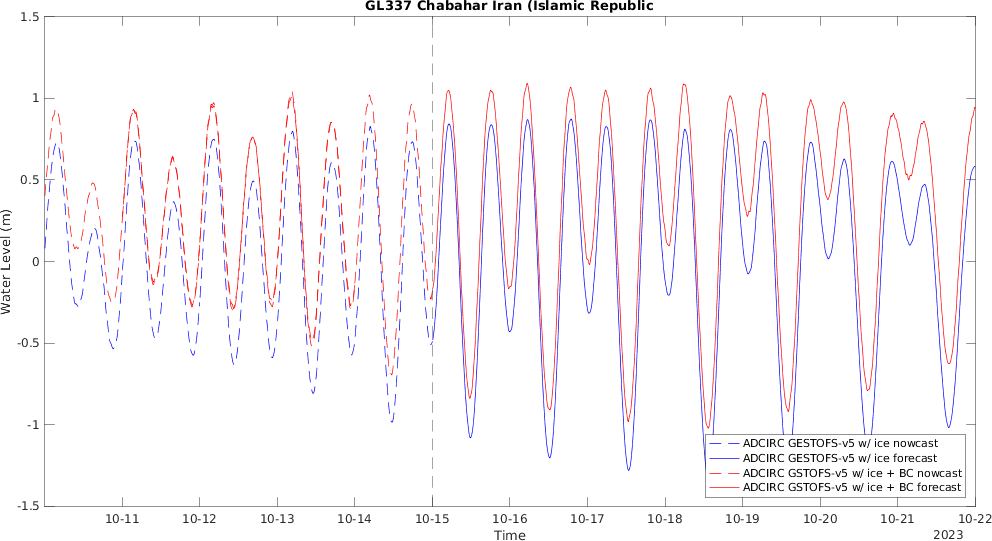 GL337 Chabahar Iran (Islamic Republic
1.5
1
0.5
0
-0.5
-1
-1.5
Water Level (m)
ADCIRC GESTOFS-v5 w/ ice nowcast
ADCIRC GESTOFS-v5 w/ ice forecast
ADCIRC GSTOFS-v5 w/ ice + BC nowcast
ADCIRC GSTOFS-v5 w/ ice + BC forecast
10-11 10-12 10-13 10-14 10-15 10-16 10-17 10-18 10-19 10-20 10-21 10-22
Time
2023